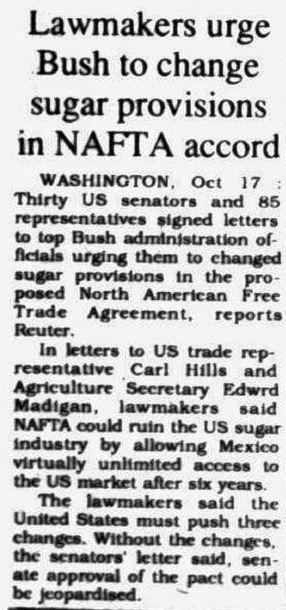 Lawmakers urge
Bush to change
sugar provisions
in NAFTA accord
WASHINGTON, Oct 17 :
Thirty US senators and 85
representatives signed letters
to top Bush administration of-
ficials urging them to changed
sugar provisions in the pro-
posed North American Free
Trade Agreement, reports
Reuter.
In letters to US trade rep-
resentative Carl Hills and
Agriculture Secretary Edwrd
Madigan, lawmakers said
NAFTA could ruin the US sugar
industry by allowing Mexico
virtually unlimited access to
the US market after six years.
The lawmakers said the
United States must push three
changes. Without the changes,
the senators' letter said, sen-
ate approval of the pact could
be jeopardised.